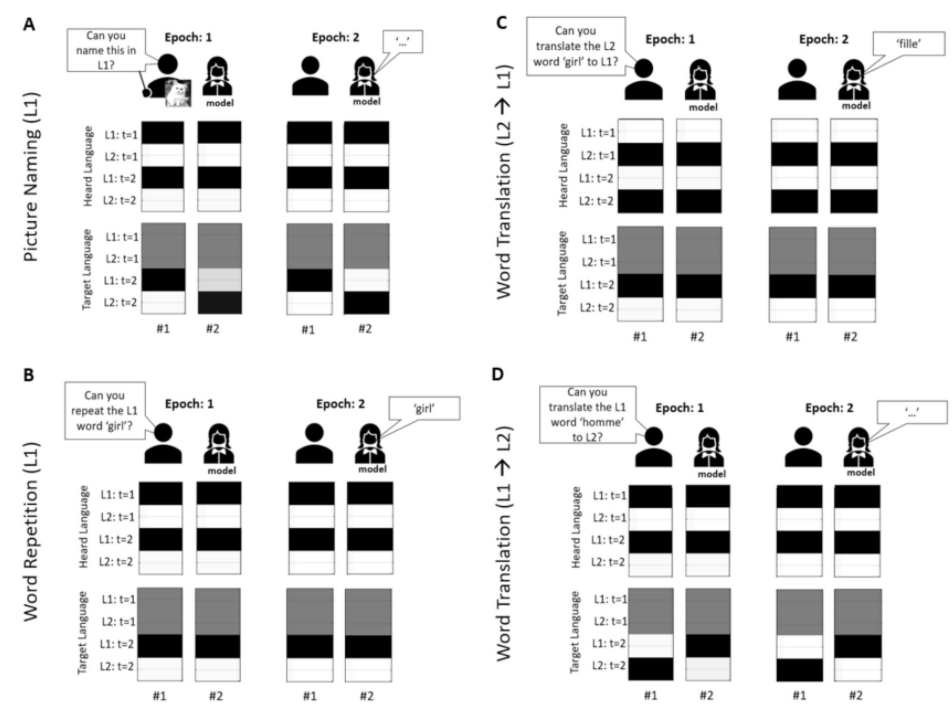 A
Picture Naming (L1)
Can you
name this in
L1?
Epoch: 1
model
Epoch: 2
'...'
model
Heard Language
L1: t=1
L2: t=1
L1: t=2
L2: t=2
Target Language
L1: t=1
L2: t=1
L1: t=2
L2: t=2
#1
#2
#1
#2
B
Word Repetition (L1)
Can you
repeat the L1
word 'girl'?
Epoch: 1
model
Epoch: 2
'girl'
model
Heard Language
L1: t=1
L2: t=1
L1: t=2
L2: t=2
Target Language
L1: t=1
L2: t=1
L1: t=2
L2: t=2
#1
#2
#1
#2
C
Word Translation (L2 → L1)
Can you
translate the L2
word 'girl' to L1?
Epoch: 1
model
Epoch: 2
'fille'
model
Heard Language
L1: t=1
L2: t=1
L1: t=2
L2: t=2
Target Language
L1: t=1
L2: t=1
L1: t=2
L2: t=2
#1
#2
#1
#2
D
Word Translation (L1 → L2)
Can you
translate the L1
word 'homme'
to L2?
Epoch: 1
model
Epoch: 2
'...'
model
Heard Language
L1: t=1
L2: t=1
L1: t=2
L2: t=2
Target Language
L1: t=1
L2: t=1
L1: t=2
L2: t=2
#1
#2
#1
#2